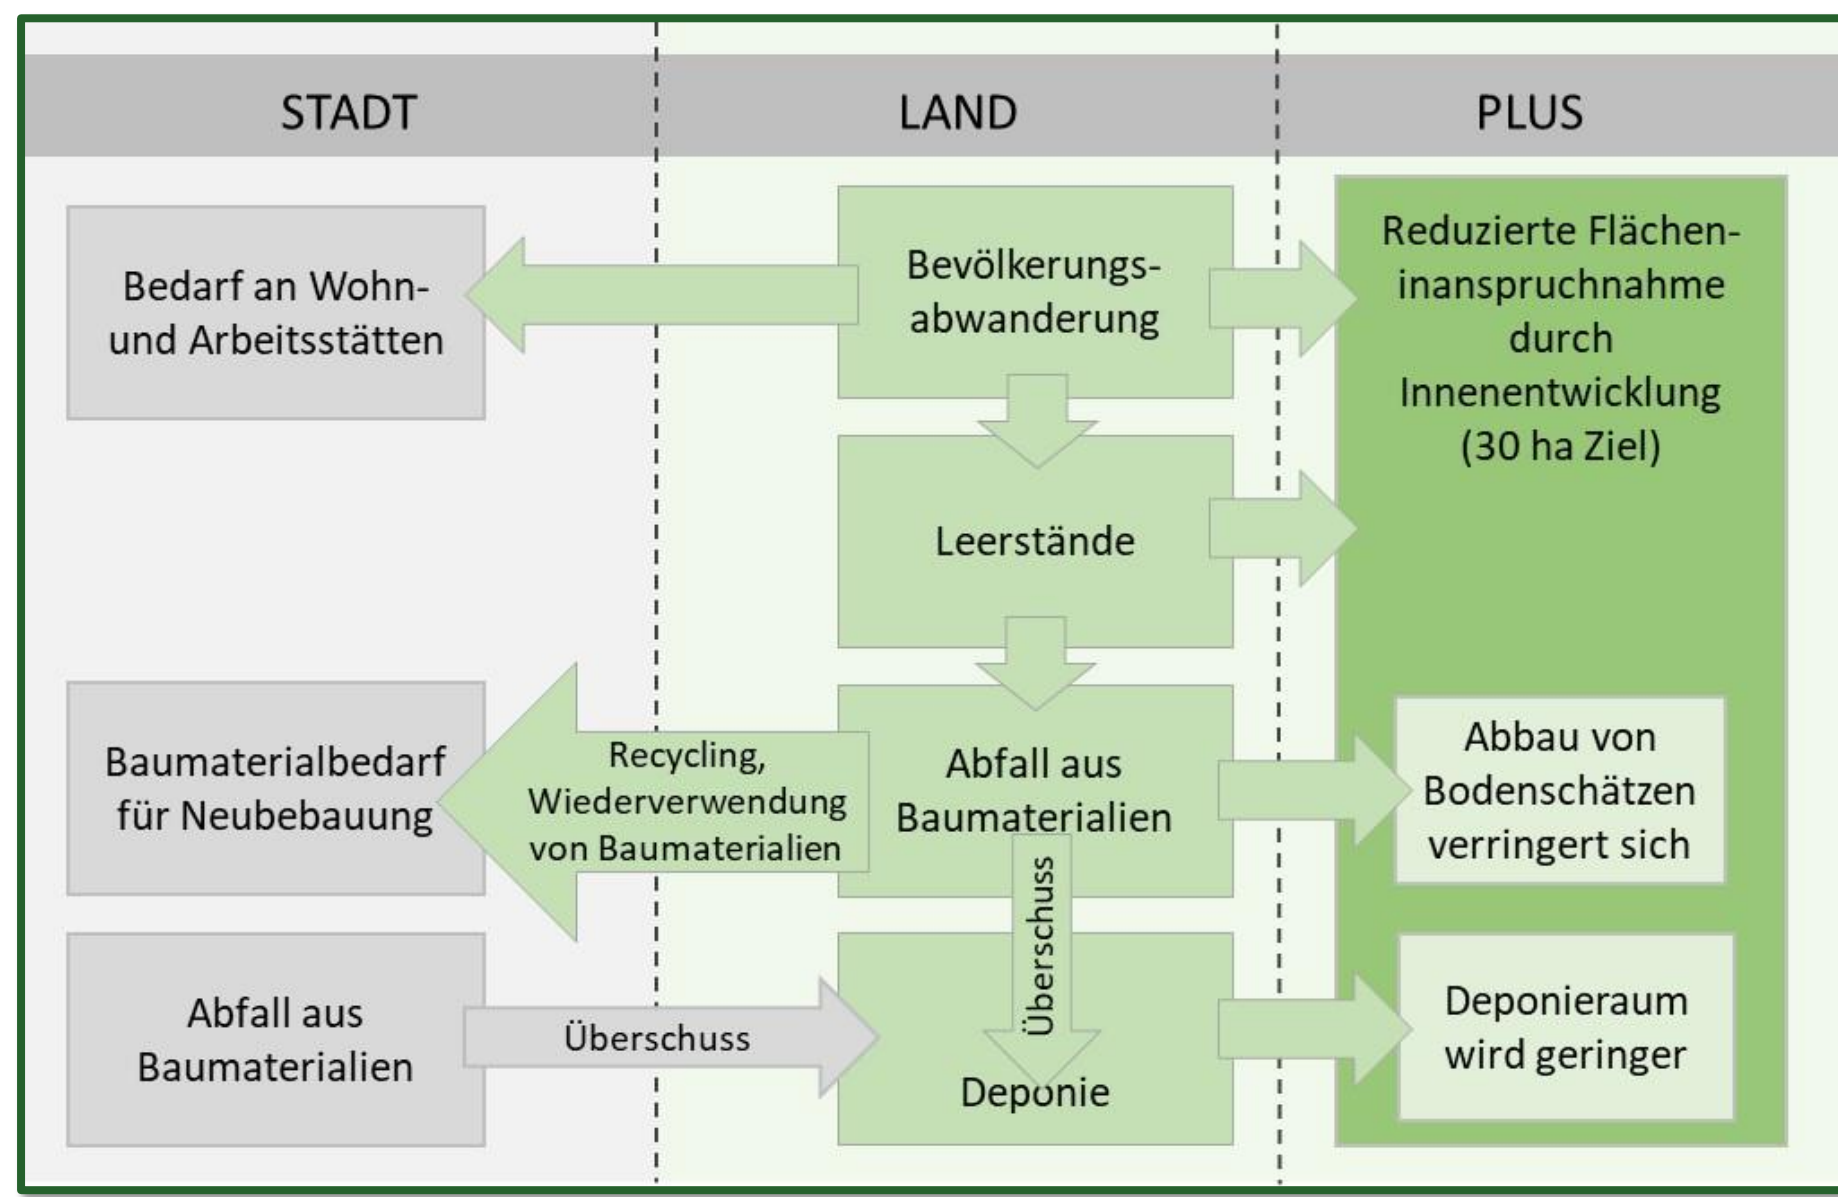 STADT
LAND
PLUS
Bedarf an Wohn-
und Arbeitsstätten
Bevölkerungs-
abwanderung
Reduzierte Flächen-
inanspruchnahme
durch
Innenentwicklung
(30 ha Ziel)
Leerstände
Baumaterialbedarf
für Neubebauung
Recycling,
Wiederverwendung
von Baumaterialien
Abfall aus
Baumaterialien
Abbau von
Bodenschätzen
verringert sich
Überschuss
Abfall aus
Baumaterialien
Überschuss
Deponie
Deponieraum
wird geringer